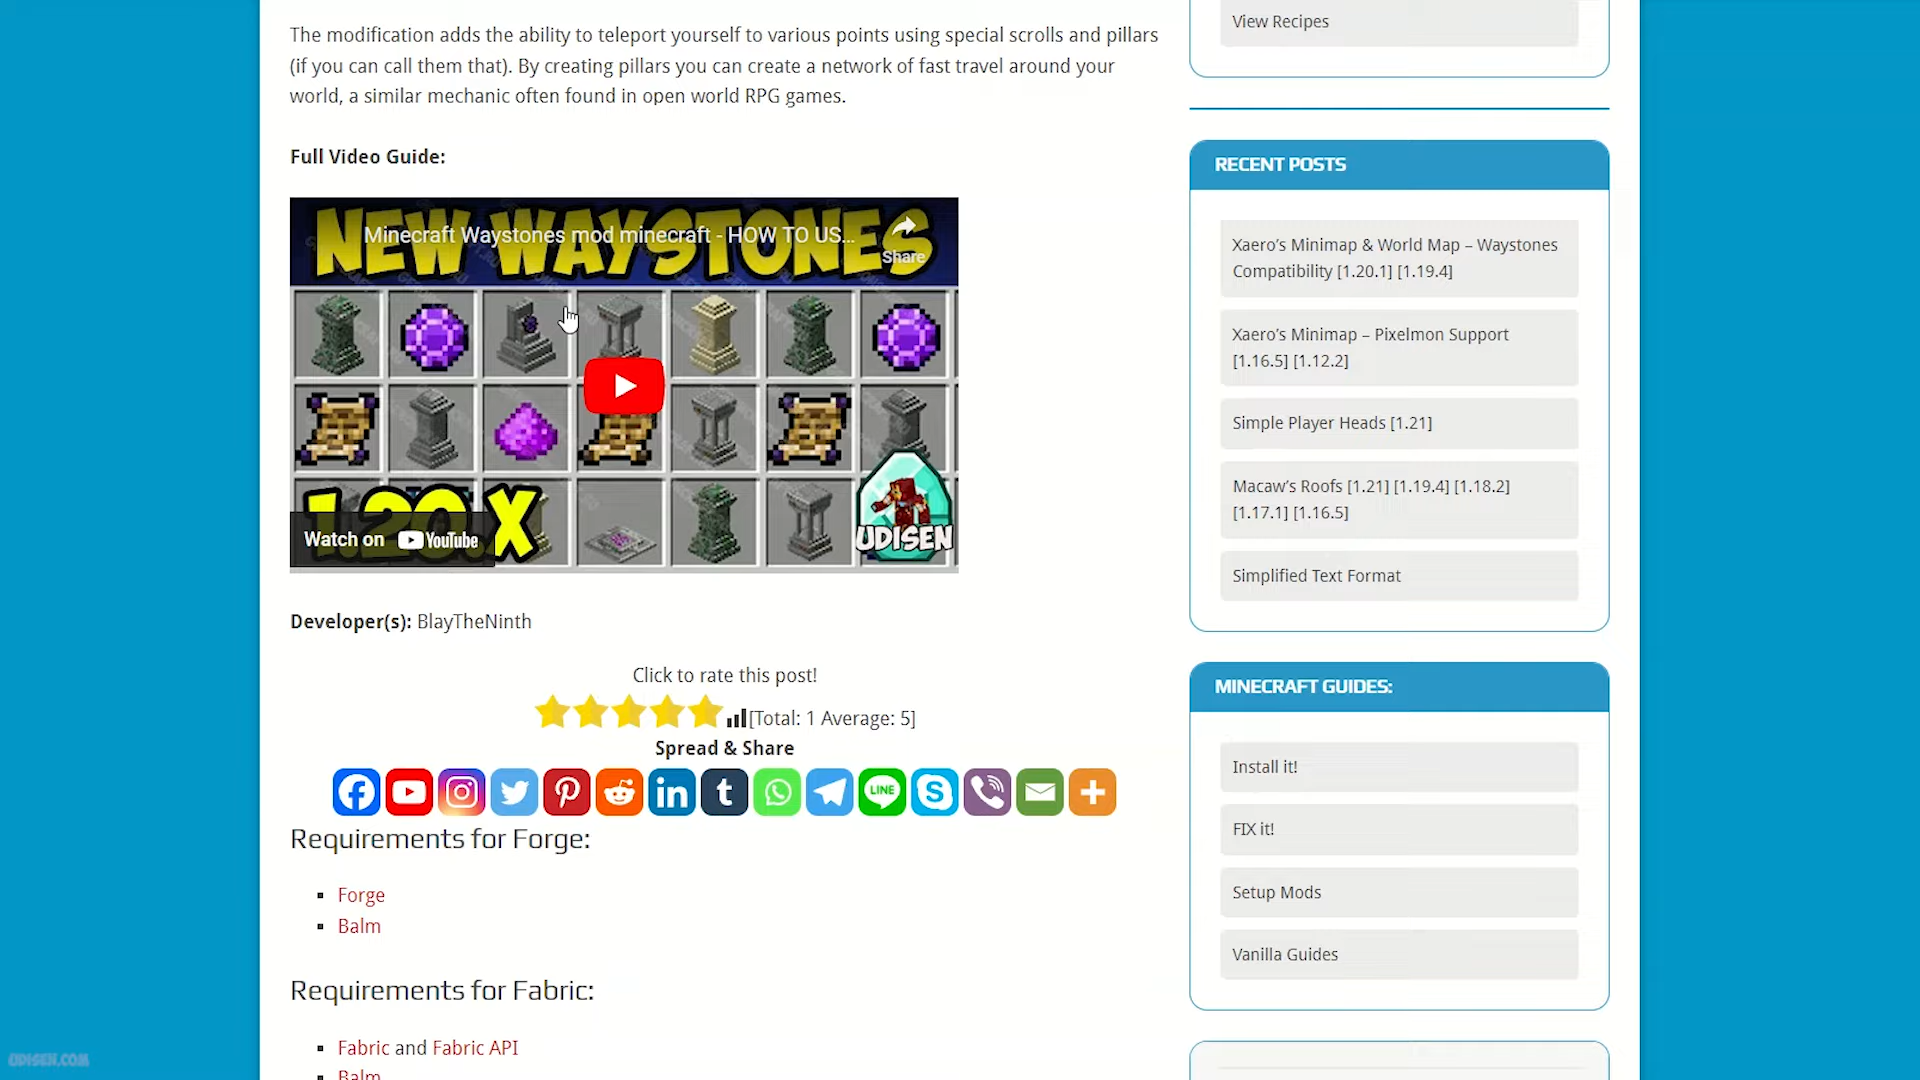 The modification adds the ability to teleport yourself to various points using special scrolls and pillars
(if you can call them that). By creating pillars you can create a network of fast travel around your
world, a similar mechanic often found in open world RPG games.
Full Video Guide:
NEW WAYSTONES
Minecraft Waystones mod minecraft - HOW TO US...
Share
1.20.X
Watch on YouTube
UDISEN
Developer(s): BlayTheNinth
Click to rate this post!
[Total: 1 Average: 5]
Spread & Share
LINE
Requirements for Forge:
Forge
Balm
Requirements for Fabric:
Fabric and Fabric API
Balm
View Recipes
RECENT POSTS
Xaero's Minimap & World Map – Waystones
Compatibility [1.20.1] [1.19.4]
Xaero's Minimap – Pixelmon Support
[1.16.5] [1.12.2]
Simple Player Heads [1.21]
Macaw's Roofs [1.21] [1.19.4] [1.18.2]
[1.17.1] [1.16.5]
Simplified Text Format
MINECRAFT GUIDES:
Install it!
FIX it!
Setup Mods
Vanilla Guides
UDISEN.COM